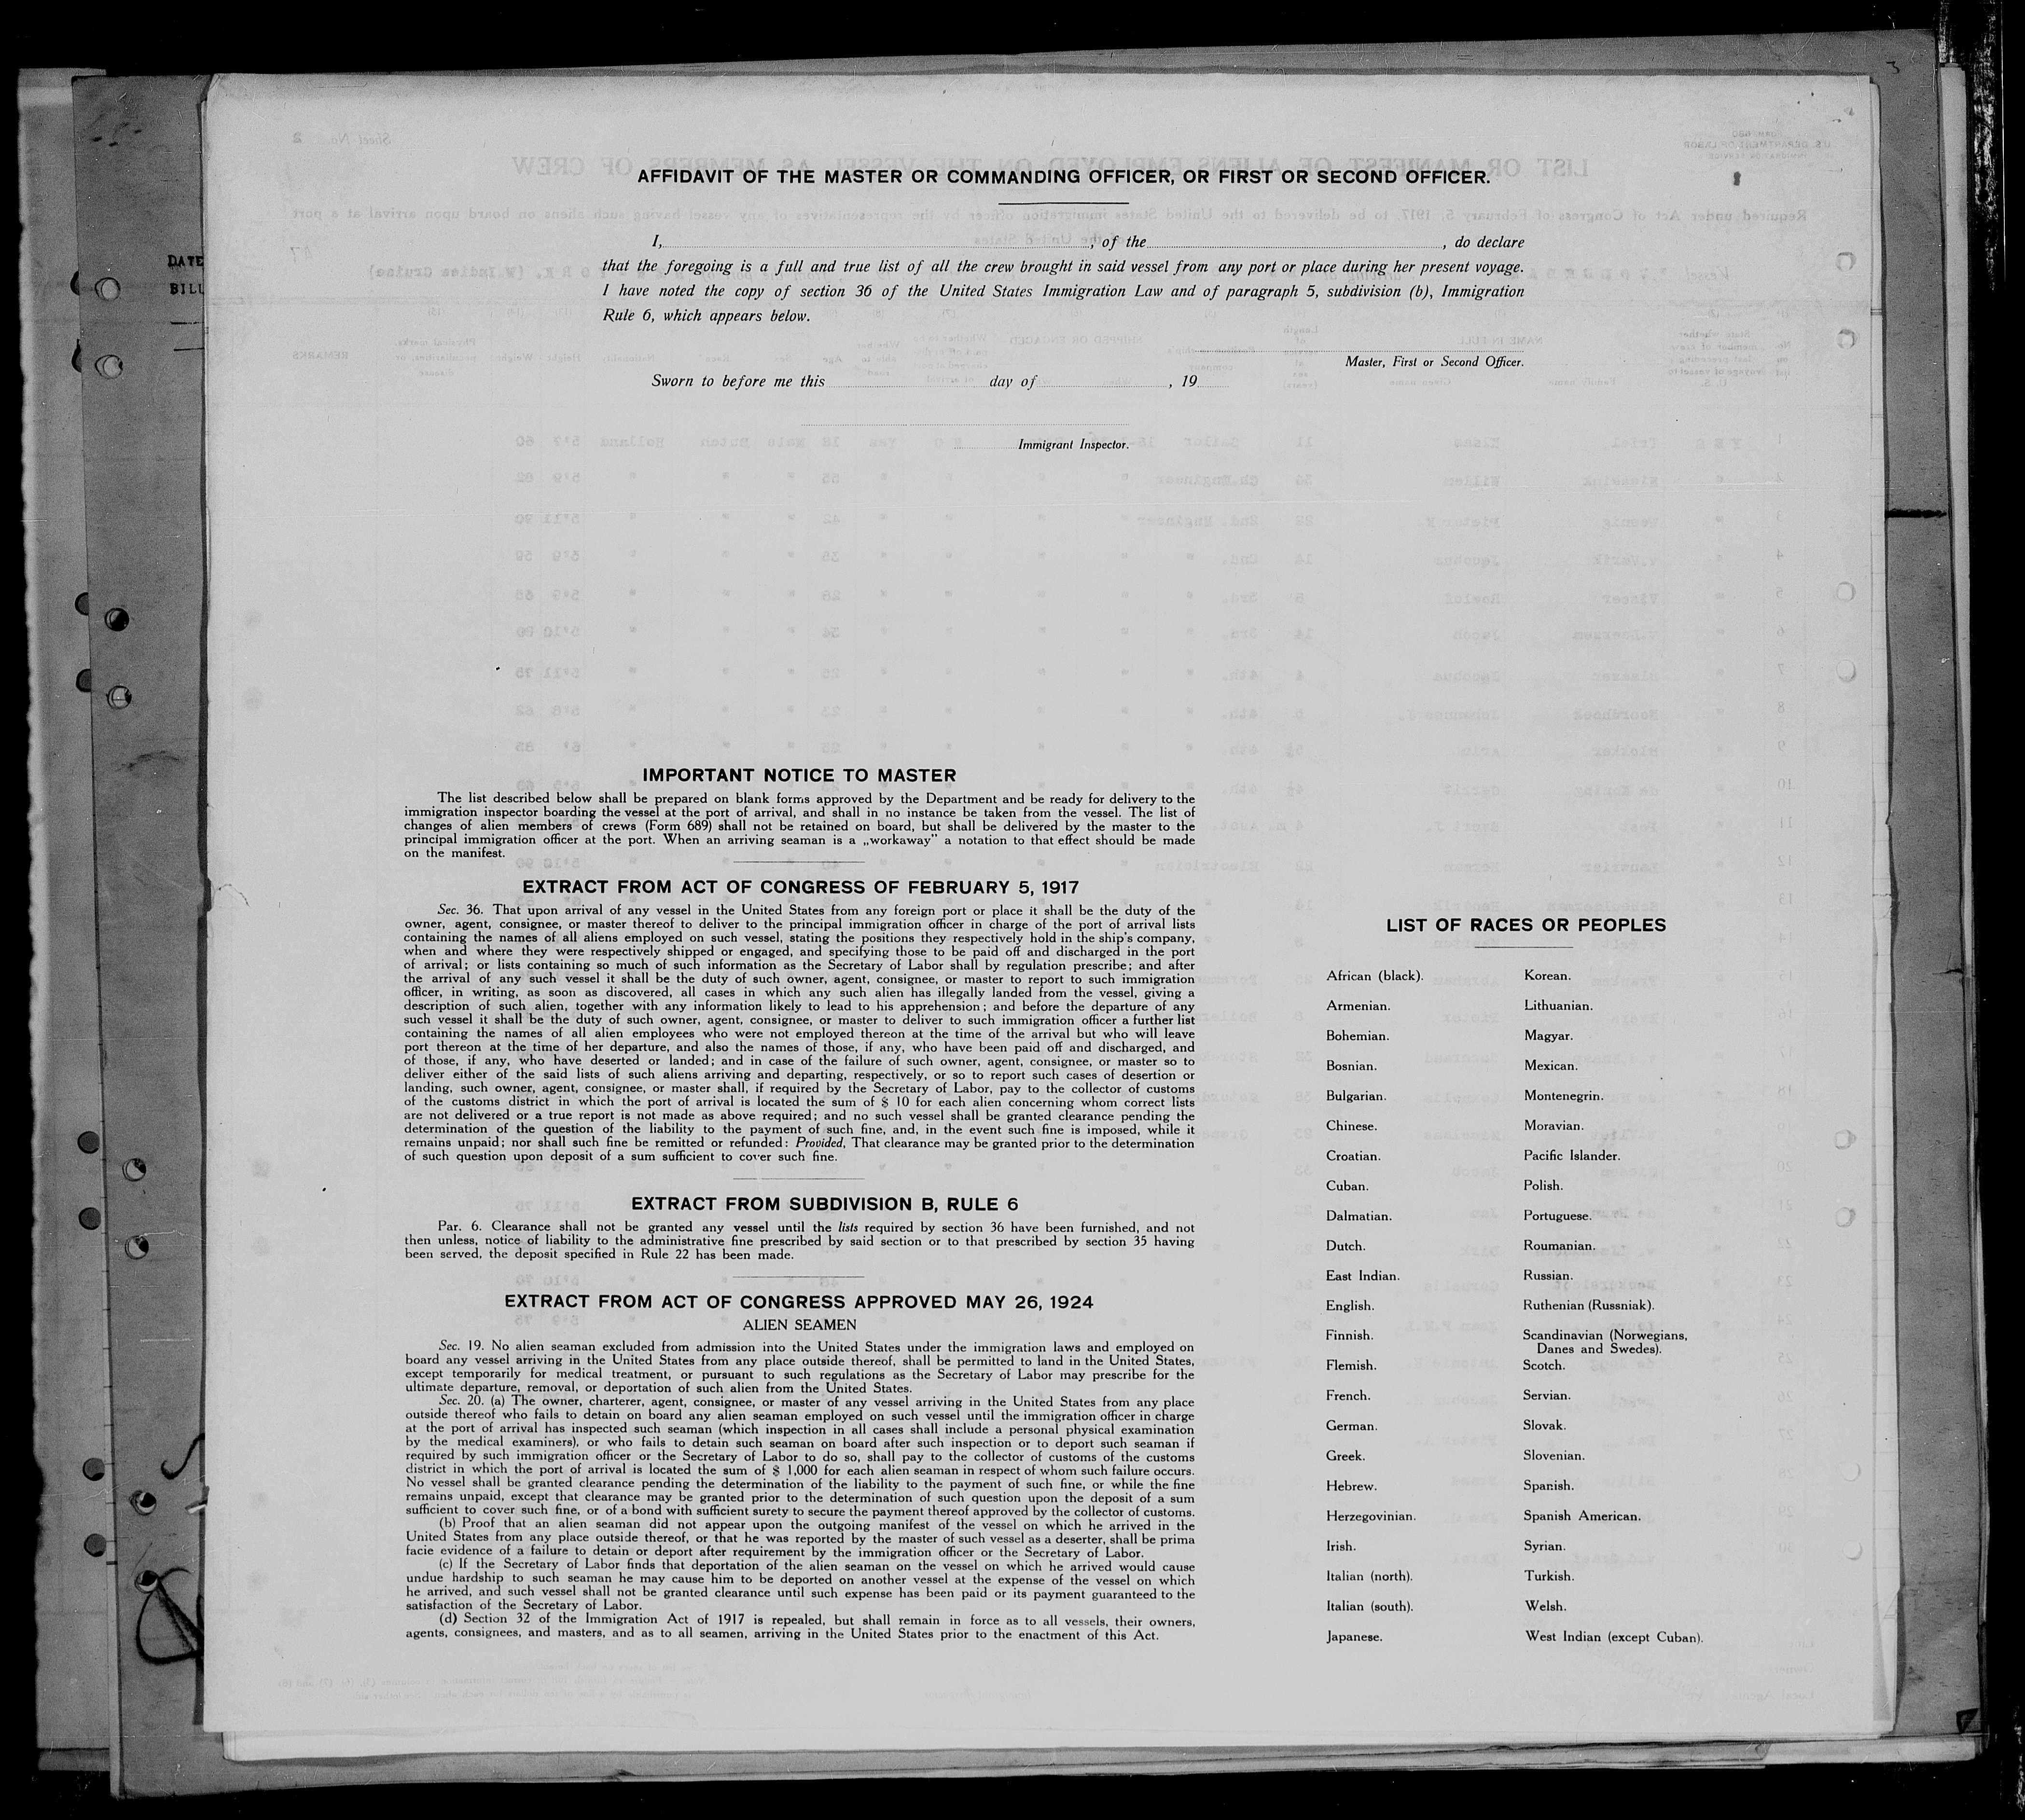 AFFIDAVIT OF THE MASTER OR COMMANDING OFFICER, OR FIRST OR SECOND OFFICER.
I, , of the , do declare
that the foregoing is a full and true list of all the crew brought in said vessel from any port or place during her present voyage.
I have noted the copy of section 36 of the United States Immigration Law and of paragraph 5, subdivision (b), Immigration
Rule 6, which appears below.
Master, First or Second Officer.
Sworn to before me this day of , 19
Immigrant Inspector.
DATE
BILL
IMPORTANT NOTICE TO MASTER
The list described below shall be prepared on blank forms approved by the Department and be ready for delivery to the
immigration inspector boarding the vessel at the port of arrival, and shall in no instance be taken from the vessel. The list of
changes of alien members of crews (Form 689) shall not be retained on board, but shall be delivered by the master to the
principal immigration officer at the port. When an arriving seaman is a „workaway” a notation to that effect should be made
on the manifest.
EXTRACT FROM ACT OF CONGRESS OF FEBRUARY 5, 1917
Sec. 36. That upon arrival of any vessel in the United States from any foreign port or place it shall be the duty of the
owner, agent, consignee, or master thereof to deliver to the principal immigration officer in charge of the port of arrival lists
containing the names of all aliens employed on such vessel, stating the positions they respectively hold in the ship's company,
when and where they were respectively shipped or engaged, and specifying those to be paid off and discharged in the port
of arrival; or lists containing so much of such information as the Secretary of Labor shall by regulation prescribe; and after
the arrival of any such vessel it shall be the duty of such owner, agent, consignee, or master to report to such immigration
officer, in writing, as soon as discovered, all cases in which any such alien has illegally landed from the vessel, giving a
description of such alien, together with any information likely to lead to his apprehension; and before the departure of any
such vessel it shall be the duty of such owner, agent, consignee, or master to deliver to such immigration officer a further list
containing the names of all alien employees who were not employed thereon at the time of the arrival but who will leave
port thereon at the time of her departure, and also the names of those, if any, who have been paid off and discharged, and
of those, if any, who have deserted or landed; and in case of the failure of such owner, agent, consignee, or master so to
deliver either of the said lists of such aliens arriving and departing, respectively, or so to report such cases of desertion or
landing, such owner, agent, consignee, or master shall, if required by the Secretary of Labor, pay to the collector of customs
of the customs district in which the port of arrival is located the sum of $ 10 for each alien concerning whom correct lists
are not delivered or a true report is not made as above required; and no such vessel shall be granted clearance pending the
determination of the question of the liability to the payment of such fine, and, in the event such fine is imposed, while it
remains unpaid; nor shall such fine be remitted or refunded: Provided, That clearance may be granted prior to the determination
of such question upon deposit of a sum sufficient to cover such fine.
EXTRACT FROM SUBDIVISION B, RULE 6
Par. 6. Clearance shall not be granted any vessel until the lists required by section 36 have been furnished, and not
then unless, notice of liability to the administrative fine prescribed by said section or to that prescribed by section 35 having
been served, the deposit specified in Rule 22 has been made.
EXTRACT FROM ACT OF CONGRESS APPROVED MAY 26, 1924
ALIEN SEAMEN
Sec. 19. No alien seaman excluded from admission into the United States under the immigration laws and employed on
board any vessel arriving in the United States from any place outside thereof, shall be permitted to land in the United States,
except temporarily for medical treatment, or pursuant to such regulations as the Secretary of Labor may prescribe for the
ultimate departure, removal, or deportation of such alien from the United States.
Sec. 20. (a) The owner, charterer, agent, consignee, or master of any vessel arriving in the United States from any place
outside thereof who fails to detain on board any alien seaman employed on such vessel until the immigration officer in charge
at the port of arrival has inspected such seaman (which inspection in all cases shall include a personal physical examination
by the medical examiners), or who fails to detain such seaman on board after such inspection or to deport such seaman if
required by such immigration officer or the Secretary of Labor to do so, shall pay to the collector of customs of the customs
district in which the port of arrival is located the sum of $ 1,000 for each alien seaman in respect of whom such failure occurs.
No vessel shall be granted clearance pending the determination of the liability to the payment of such fine, or while the fine
remains unpaid, except that clearance may be granted prior to the determination of such question upon the deposit of a sum
sufficient to cover such fine, or of a bond with sufficient surety to secure the payment thereof approved by the collector of customs.
(b) Proof that an alien seaman did not appear upon the outgoing manifest of the vessel on which he arrived in the
United States from any place outside thereof, or that he was reported by the master of such vessel as a deserter, shall be prima
facie evidence of a failure to detain or deport after requirement by the immigration officer or the Secretary of Labor.
(c) If the Secretary of Labor finds that deportation of the alien seaman on the vessel on which he arrived would cause
undue hardship to such seaman he may cause him to be deported on another vessel at the expense of the vessel on which
he arrived, and such vessel shall not be granted clearance until such expense has been paid or its payment guaranteed to the
satisfaction of the Secretary of Labor.
(d) Section 32 of the Immigration Act of 1917 is repealed, but shall remain in force as to all vessels, their owners,
agents, consignees, and masters, and as to all seamen, arriving in the United States prior to the enactment of this Act.
LIST OF RACES OR PEOPLES
African (black).
Armenian.
Bohemian.
Bosnian.
Bulgarian.
Chinese.
Croatian.
Cuban.
Dalmatian.
Dutch.
East Indian.
English.
Finnish.
Flemish.
French.
German.
Greek.
Hebrew.
Herzegovinian.
Irish.
Italian (north).
Italian (south).
Japanese.
Korean.
Lithuanian.
Magyar.
Mexican.
Montenegrin.
Moravian.
Pacific Islander.
Polish.
Portuguese.
Roumanian.
Russian.
Ruthenian (Russniak).
Scandinavian (Norwegians,
Danes and Swedes).
Scotch.
Servian.
Slovak.
Slovenian.
Spanish.
Spanish American.
Syrian.
Turkish.
Welsh.
West Indian (except Cuban).